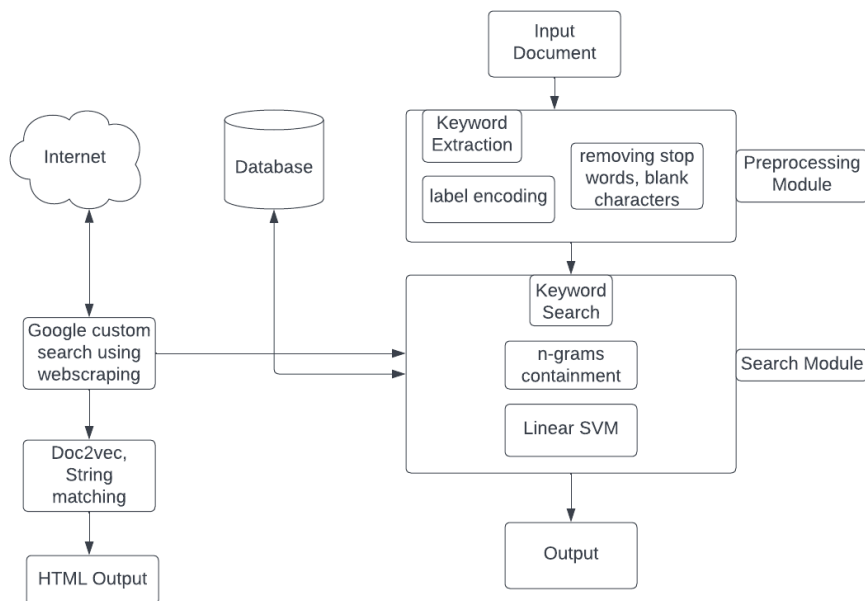 Input
Document
Internet
Database
Keyword
Extraction
removing stop
words, blank
characters
label encoding
Preprocessing
Module
Keyword
Search
n-grams
containment
Linear SVM
Search Module
Google custom
search using
webscraping
Doc2vec,
String
matching
HTML Output
Output